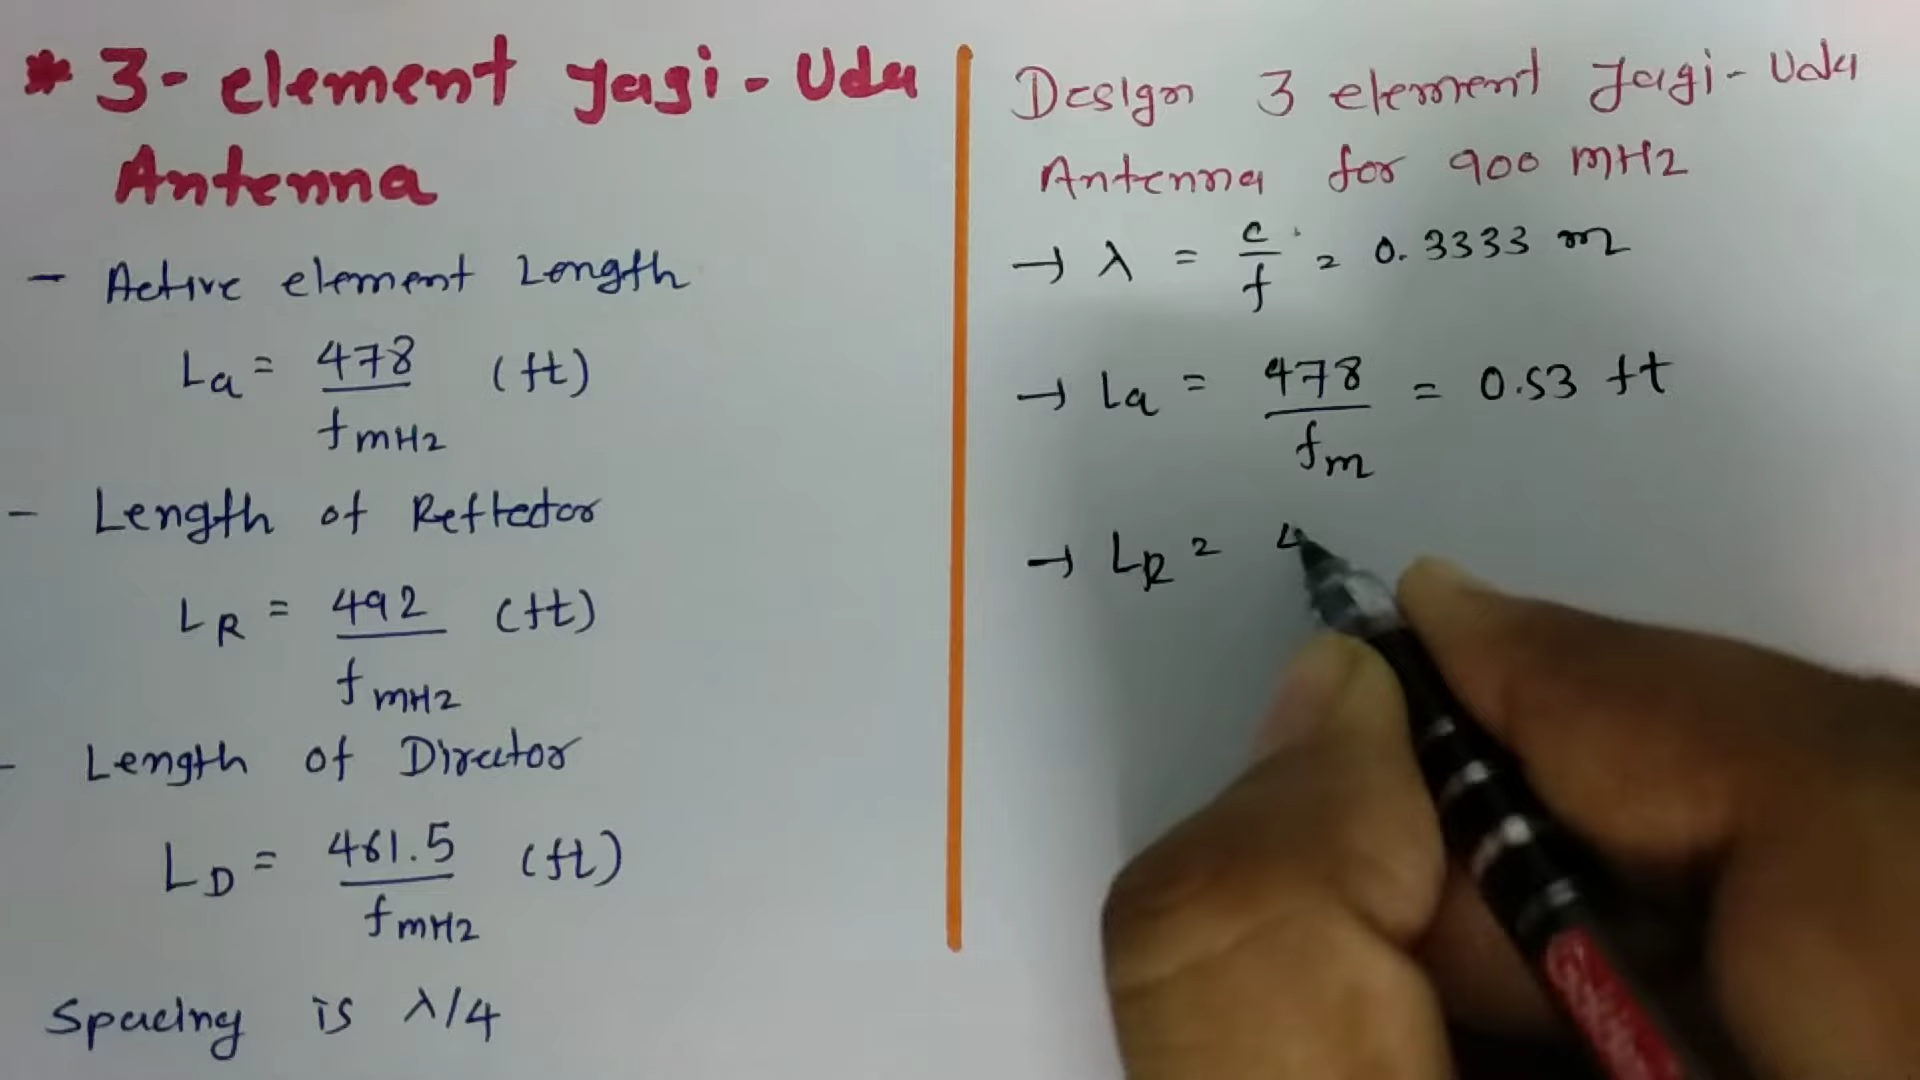 * 3-element Yagi-Uda
Antenna
- Active element Length
La = 478 / fMHz (ft)
- Length of Reflector
LR = 492 / fMHz (ft)
- Length of Director
LD = 461.5 / fMHz (ft)
Spacing is λ/4
Design 3 element Yagi-Uda
Antenna for 900 MHz
→ λ = c/f = 0.3333 m
→ La = 478 / fm = 0.53 ft
→ LR = 4